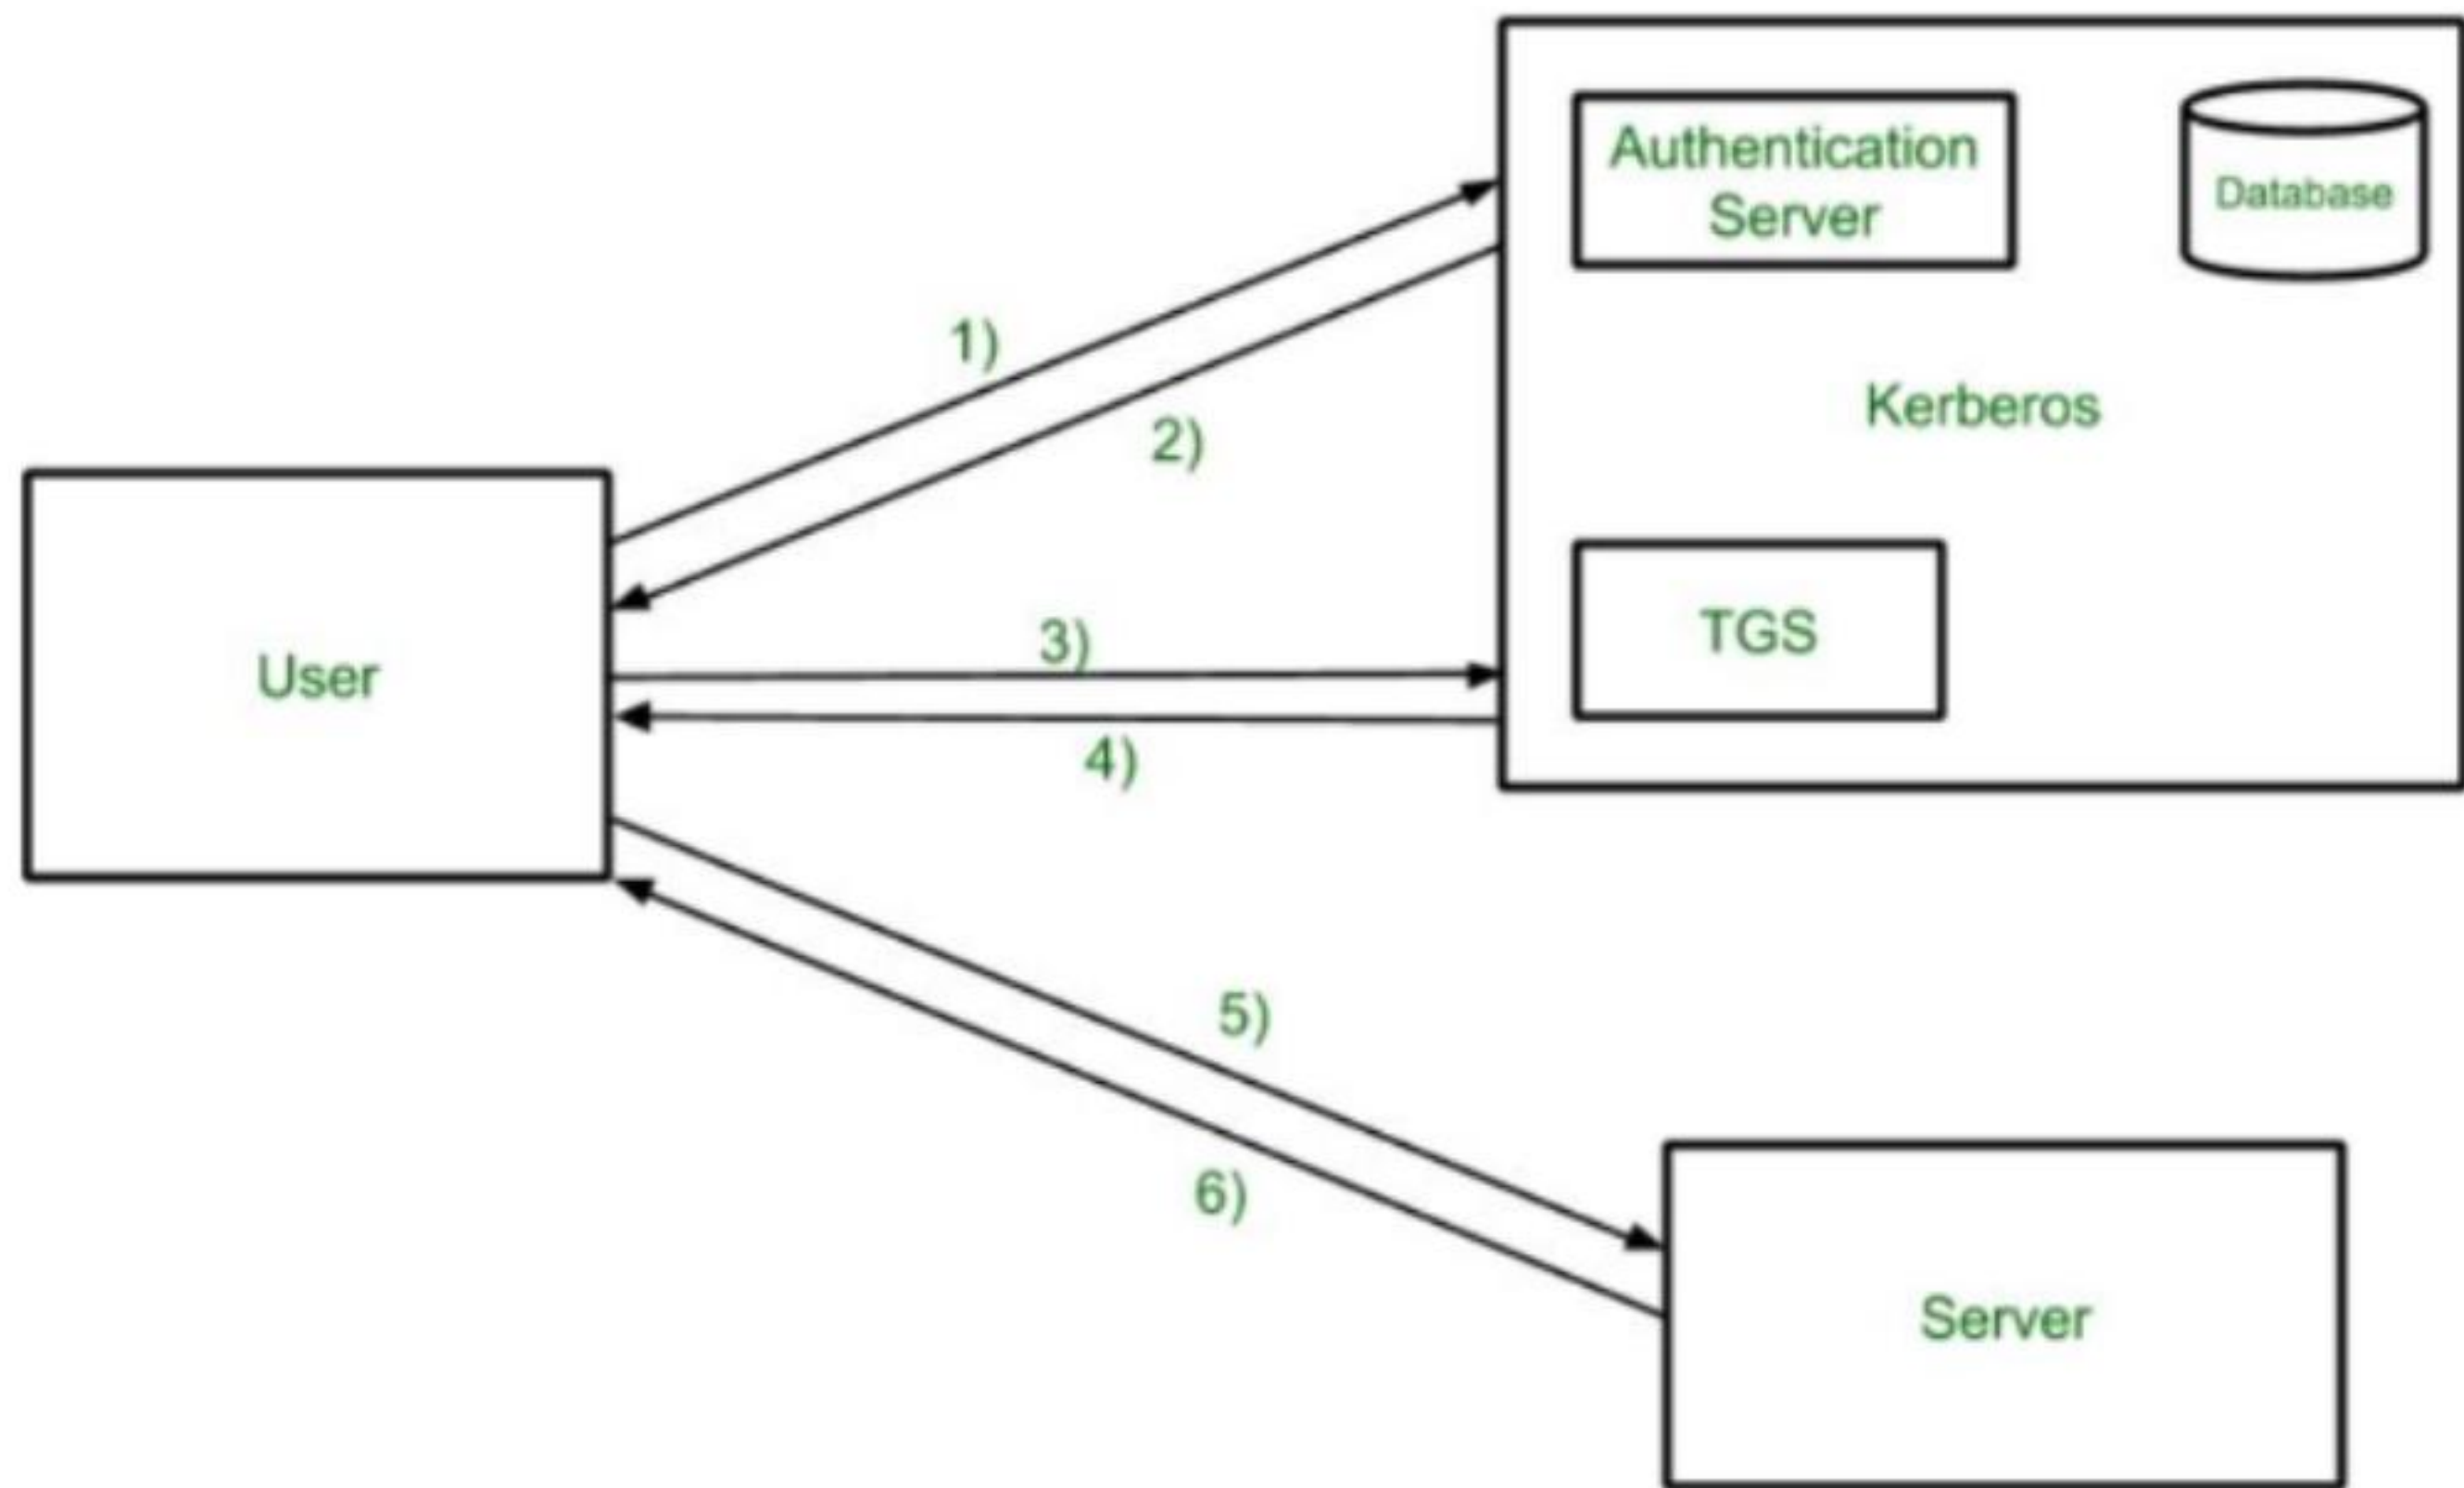 Authentication
Server
Database
1)
Kerberos
2)
3)
TGS
User
4)
5)
6)
Server